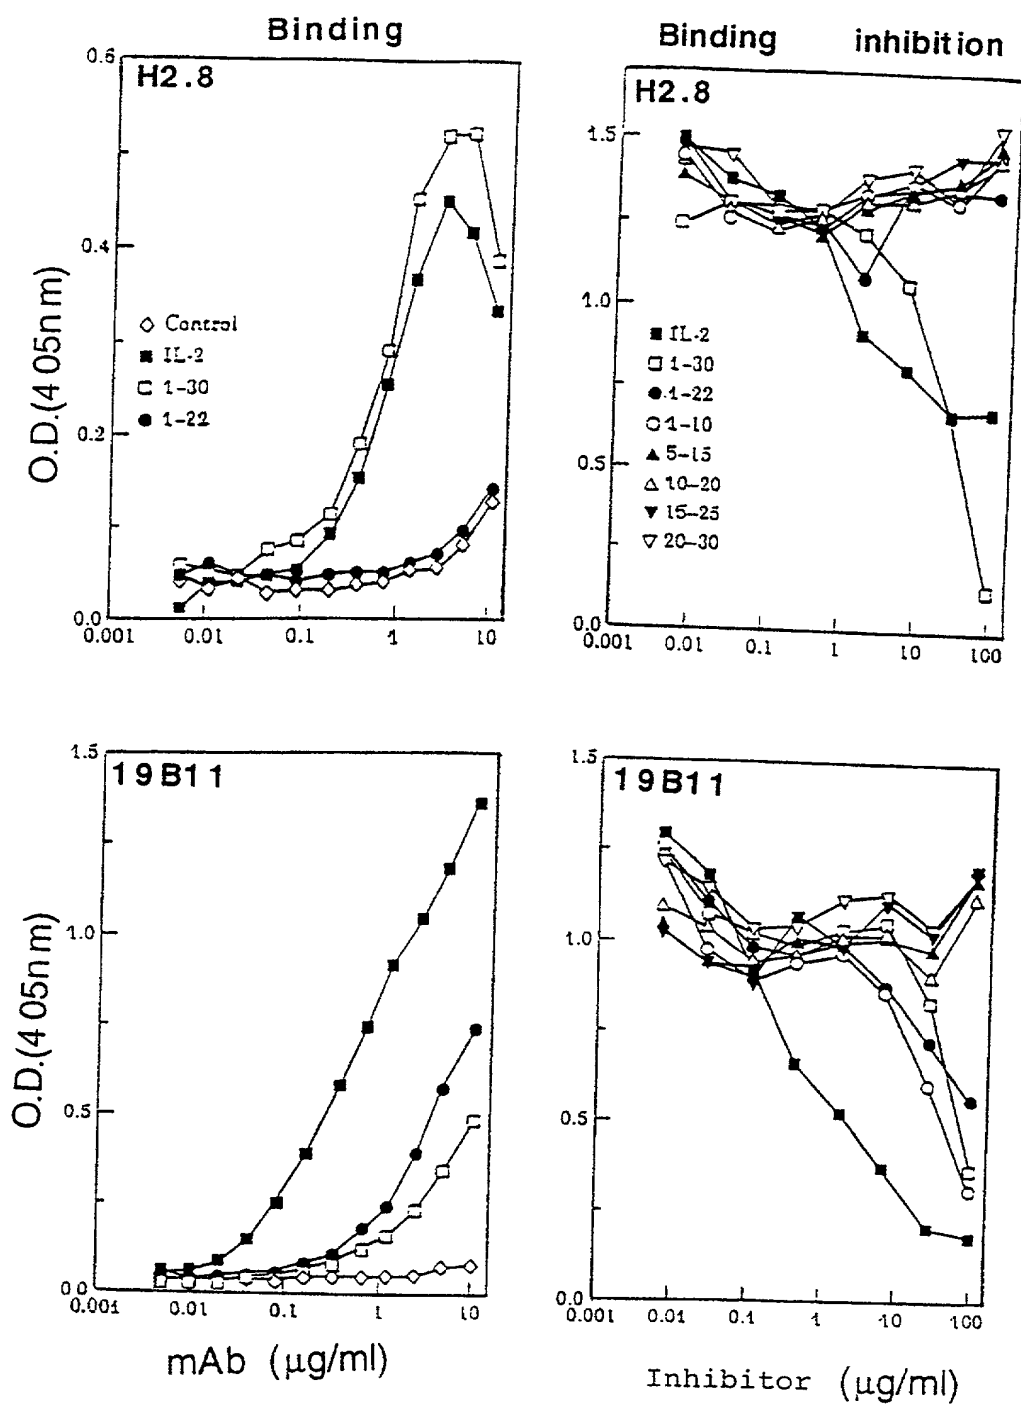 Binding
0.6
H2.8
0.4
0.2
0.0
0.001 0.01 0.1 1 10
O.D.(405nm)
Control
IL-2
1-30
1-22
Binding inhibition
H2.8
1.5
1.0
0.5
0.0
0.001 0.01 0.1 1 10 100
IL-2
1-30
1-22
1-10
5-15
10-20
15-25
20-30
19B11
1.5
1.0
0.5
0.0
0.001 0.01 0.1 1 10
O.D.(405nm)
mAb (µg/ml)
19B11
1.5
1.0
0.5
0.0
0.001 0.01 0.1 1 10 100
Inhibitor (µg/ml)